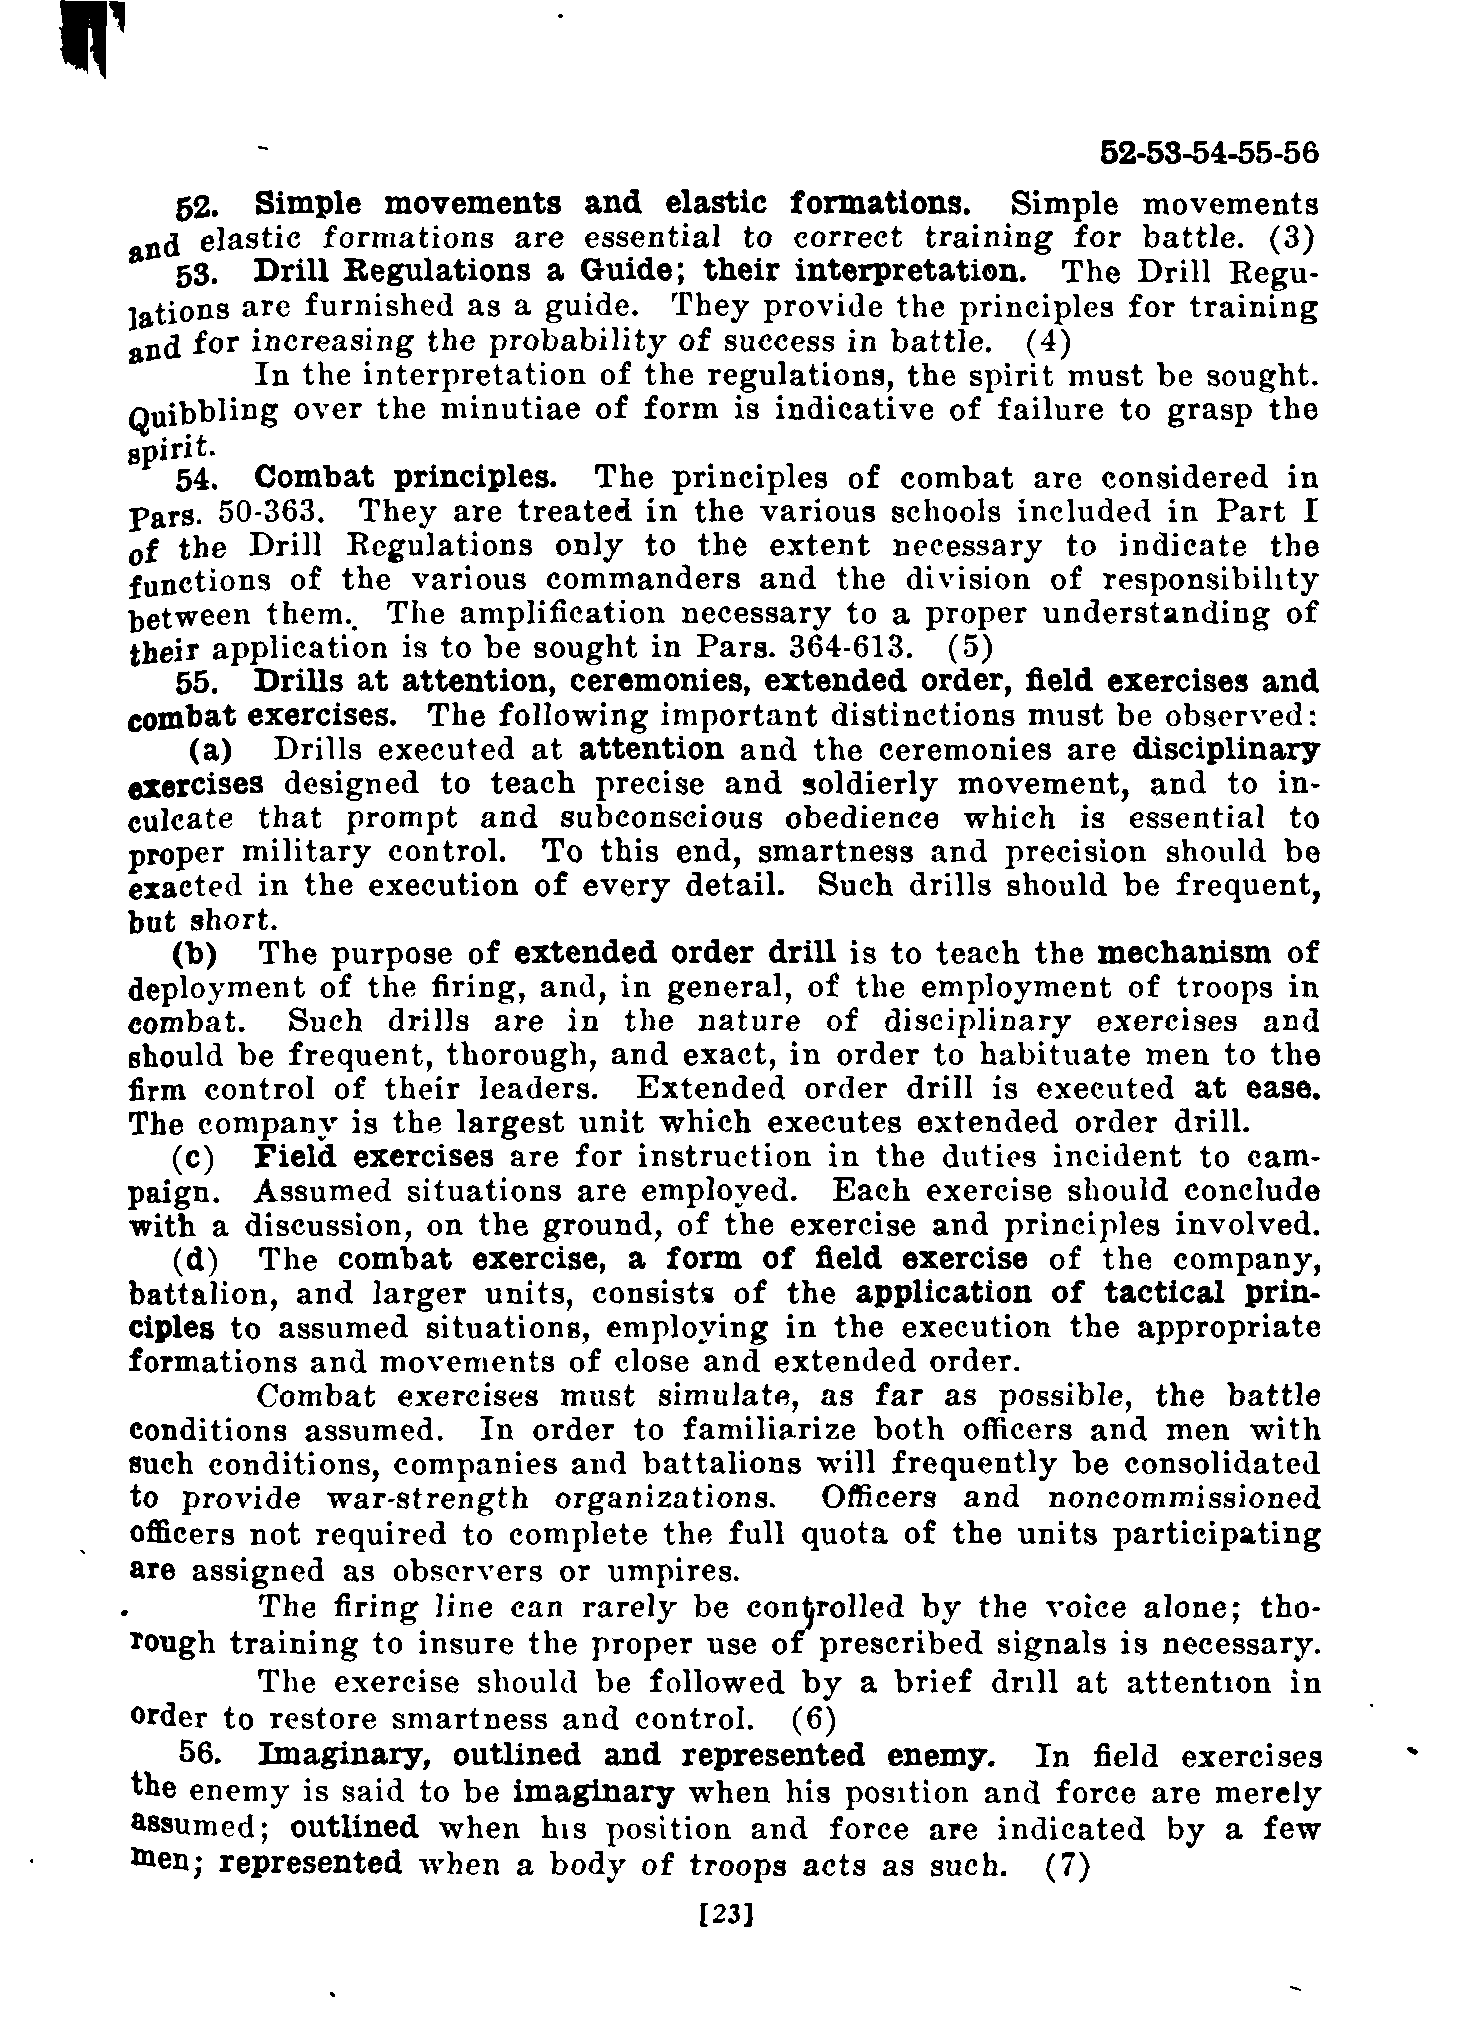 52-53-54-55-56
52. Simple movements and elastic formations. Simple movements
and elastic formations are essential to correct training for battle. (3)
53. Drill Regulations a Guide; their interpretation. The Drill Regu-
lations are furnished as a guide. They provide the principles for training
and for increasing the probability of success in battle. (4)
In the interpretation of the regulations, the spirit must be sought.
Quibbling over the minutiae of form is indicative of failure to grasp the
spirit.
54. Combat principles. The principles of combat are considered in
Pars. 50-363. They are treated in the various schools included in Part I
of the Drill Regulations only to the extent necessary to indicate the
functions of the various commanders and the division of responsibility
between them. The amplification necessary to a proper understanding of
their application is to be sought in Pars. 364-613. (5)
55. Drills at attention, ceremonies, extended order, field exercises and
combat exercises. The following important distinctions must be observed:
(a) Drills executed at attention and the ceremonies are disciplinary
exercises designed to teach precise and soldierly movement, and to in-
culcate that prompt and subconscious obedience which is essential to
proper military control. To this end, smartness and precision should be
exacted in the execution of every detail. Such drills should be frequent,
but short.
(b) The purpose of extended order drill is to teach the mechanism of
deployment of the firing, and, in general, of the employment of troops in
combat. Such drills are in the nature of disciplinary exercises and
should be frequent, thorough, and exact, in order to habituate men to the
firm control of their leaders. Extended order drill is executed at ease.
The company is the largest unit which executes extended order drill.
(c) Field exercises are for instruction in the duties incident to cam-
paign. Assumed situations are employed. Each exercise should conclude
with a discussion, on the ground, of the exercise and principles involved.
(d) The combat exercise, a form of field exercise of the company,
battalion, and larger units, consists of the application of tactical prin-
ciples to assumed situations, employing in the execution the appropriate
formations and movements of close and extended order.
Combat exercises must simulate, as far as possible, the battle
conditions assumed. In order to familiarize both officers and men with
such conditions, companies and battalions will frequently be consolidated
to provide war-strength organizations. Officers and noncommissioned
officers not required to complete the full quota of the units participating
are assigned as observers or umpires.
The firing line can rarely be controlled by the voice alone; tho-
rough training to insure the proper use of prescribed signals is necessary.
The exercise should be followed by a brief drill at attention in
order to restore smartness and control. (6)
56. Imaginary, outlined and represented enemy. In field exercises
the enemy is said to be imaginary when his position and force are merely
assumed; outlined when his position and force are indicated by a few
men; represented when a body of troops acts as such. (7)
[23]